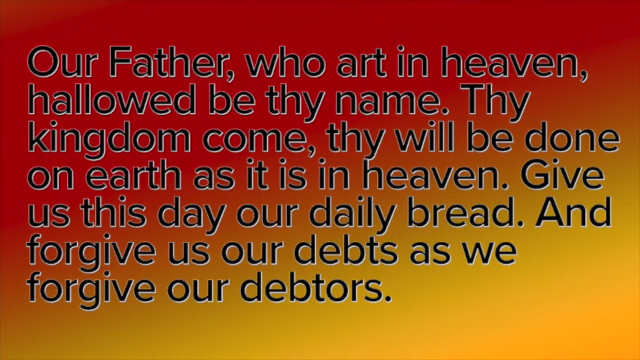 Our Father, who art in heaven,
hallowed be thy name. Thy
kingdom come, thy will be done
on earth as it is in heaven. Give
us this day our daily bread. And
forgive us our debts as we
forgive our debtors.